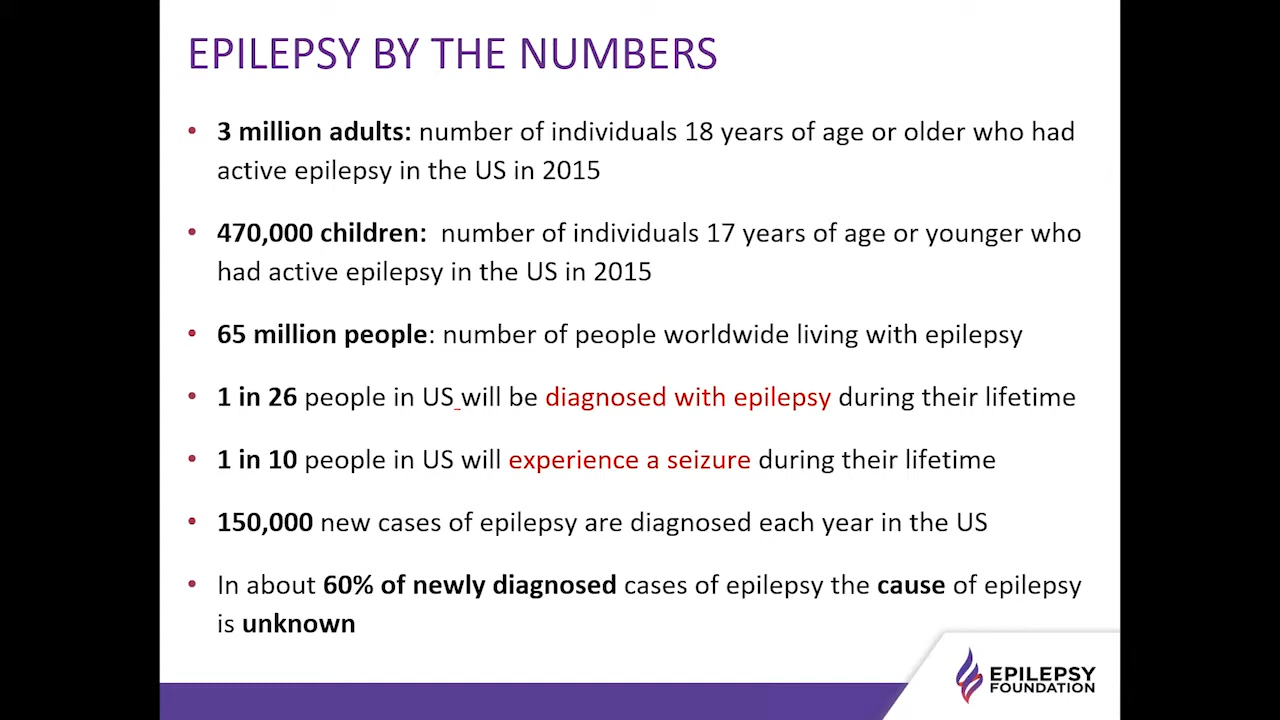 EPILEPSY BY THE NUMBERS
• 3 million adults: number of individuals 18 years of age or older who had
active epilepsy in the US in 2015
• 470,000 children: number of individuals 17 years of age or younger who
had active epilepsy in the US in 2015
• 65 million people: number of people worldwide living with epilepsy
• 1 in 26 people in US will be diagnosed with epilepsy during their lifetime
• 1 in 10 people in US will experience a seizure during their lifetime
• 150,000 new cases of epilepsy are diagnosed each year in the US
• In about 60% of newly diagnosed cases of epilepsy the cause of epilepsy
is unknown
EPILEPSY
FOUNDATION